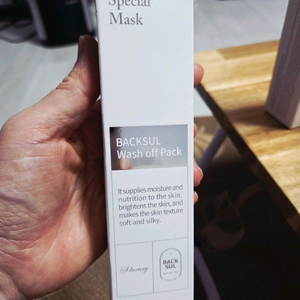 Special
Mask
BACKSUL
Wash off Pack
It supplies moisture and
nutrition to the skin,
brightens the skin, and
makes the skin texture
soft and silky.
BACK
SUL